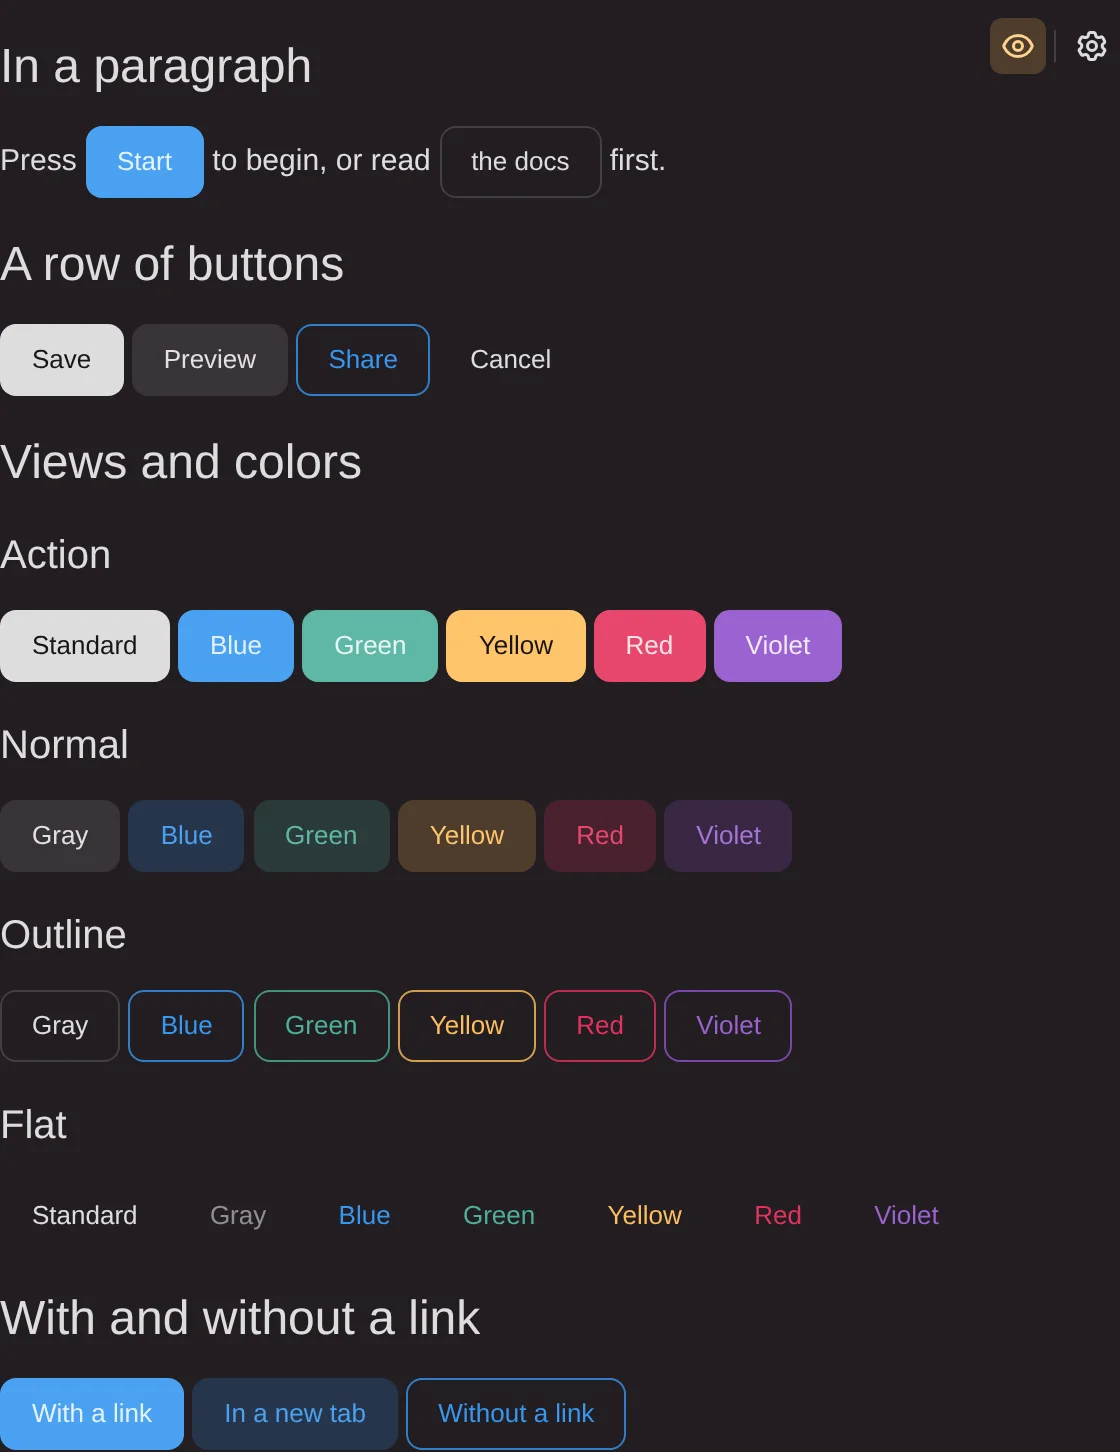 In a paragraph
Press Start to begin, or read the docs first.
A row of buttons
Save Preview Share Cancel
Views and colors
Action
Standard Blue Green Yellow Red Violet
Normal
Gray Blue Green Yellow Red Violet
Outline
Gray Blue Green Yellow Red Violet
Flat
Standard Gray Blue Green Yellow Red Violet
With and without a link
With a link In a new tab Without a link